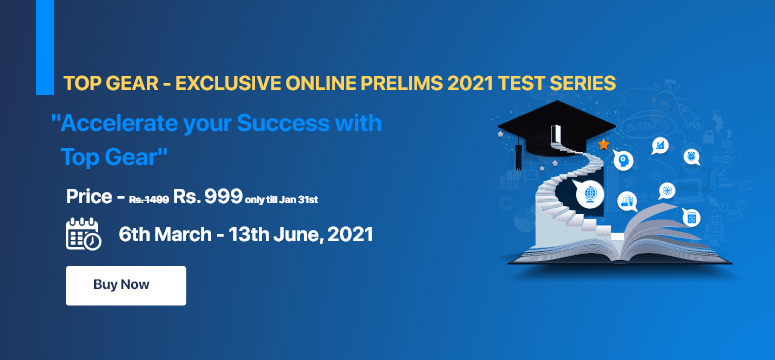 TOP GEAR - EXCLUSIVE ONLINE PRELIMS 2021 TEST SERIES
"Accelerate your Success with
Top Gear"
Price - Rs. 1499 Rs. 999 only till Jan 31st
6th March - 13th June, 2021
Buy Now